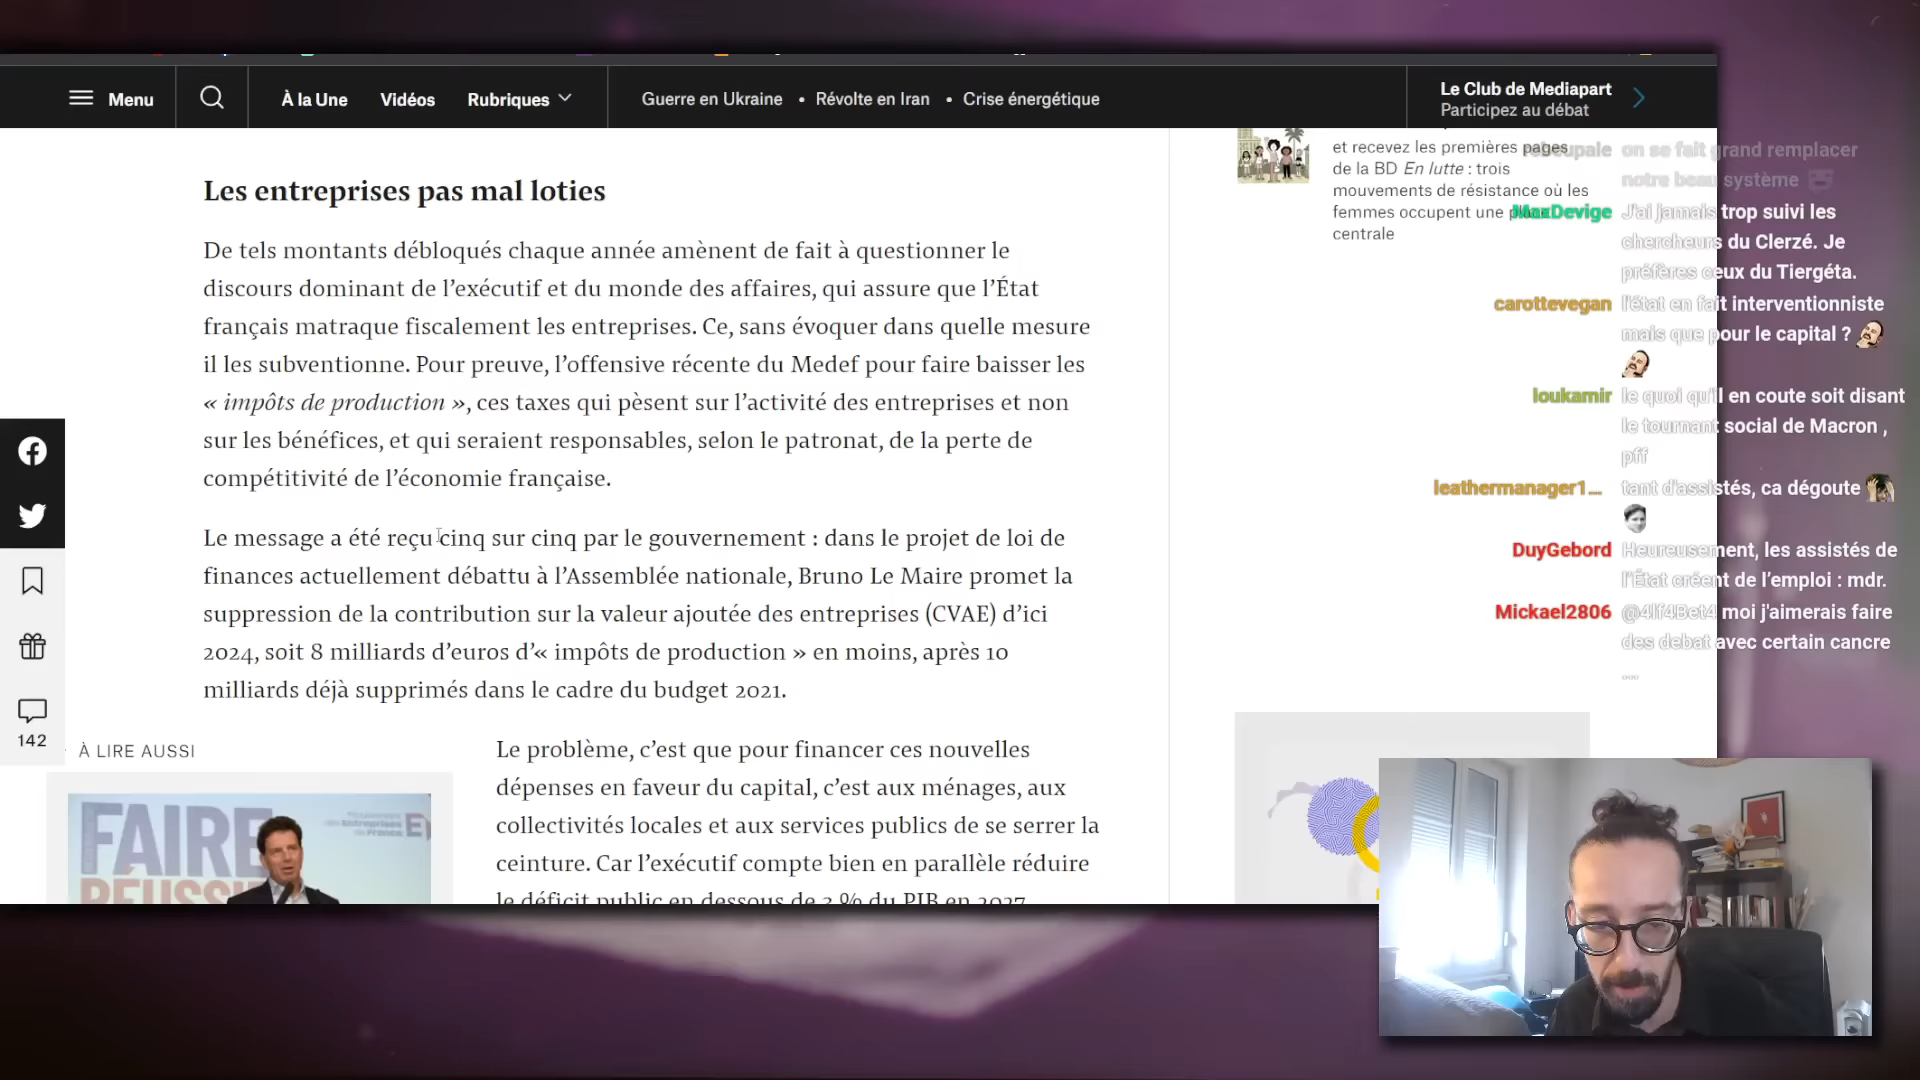 Menu
À la Une
Vidéos
Rubriques
Guerre en Ukraine • Révolte en Iran • Crise énergétique
Le Club de Mediapart
Participez au débat
Les entreprises pas mal loties
De tels montants débloqués chaque année amènent de fait à questionner le
discours dominant de l’exécutif et du monde des affaires, qui assure que l’État
français matraque fiscalement les entreprises. Ce, sans évoquer dans quelle mesure
il les subventionne. Pour preuve, l’offensive récente du Medef pour faire baisser les
« impôts de production », ces taxes qui pèsent sur l’activité des entreprises et non
sur les bénéfices, et qui seraient responsables, selon le patronat, de la perte de
compétitivité de l’économie française.
Le message a été reçu cinq sur cinq par le gouvernement : dans le projet de loi de
finances actuellement débattu à l’Assemblée nationale, Bruno Le Maire promet la
suppression de la contribution sur la valeur ajoutée des entreprises (CVAE) d’ici
2024, soit 8 milliards d’euros d’« impôts de production » en moins, après 10
milliards déjà supprimés dans le cadre du budget 2021.
142
À LIRE AUSSI
FAIRE
RÉUSSI
Le problème, c’est que pour financer ces nouvelles
dépenses en faveur du capital, c’est aux ménages, aux
collectivités locales et aux services publics de se serrer la
ceinture. Car l’exécutif compte bien en parallèle réduire
le déficit public en dessous de 3 % du PIB en 2027
et recevez les premières pages
de la BD En lutte : trois
mouvements de résistance où les
femmes occupent une
centrale
on se fait grand remplacer
notre beau système
MaxDevige J'ai jamais trop suivi les
chercheurs du Clerzé. Je
préfères ceux du Tiergéta.
carottevegan l'état en fait interventionniste
mais que pour le capital ?
loukamir le quoi qu'il en coute soit disant
le tournant social de Macron ,
pff
leathermanager1... tant d'assistés, ca dégoute
DuyGebord Heureusement, les assistés de
l’État créent de l’emploi : mdr.
Mickael2806 @4lf4Bet4 moi j'aimerais faire
des debat avec certain cancre